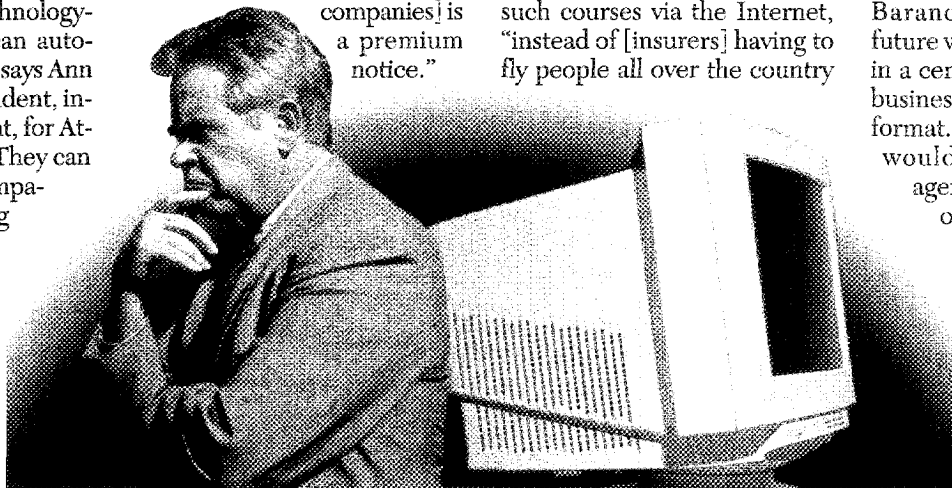 hnology-
an auto-
says Ann
dent, in-
t, for At-
They can
mpa-
g
companies] is
a premium
notice."
such courses via the Internet,
“instead of [insurers] having to
fly people all over the country
Baranc
future v
in a cer
busines
format.
would
age
o